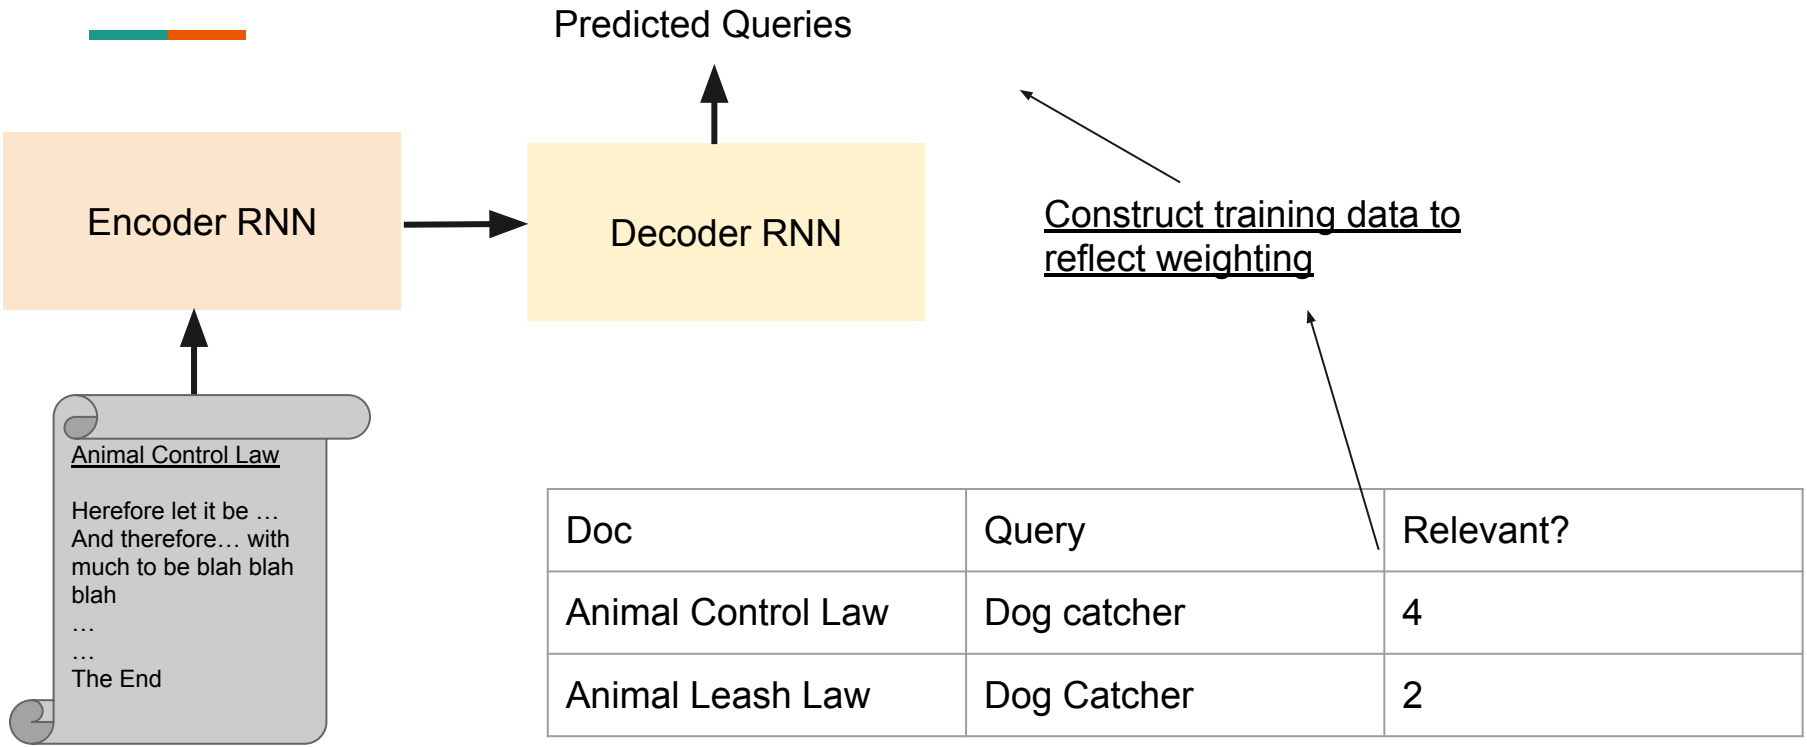 Predicted Queries
Encoder RNN
Decoder RNN
Construct training data to
reflect weighting
Animal Control Law
Herefore let it be …
And therefore… with
much to be blah blah
blah
…
…
The End
Doc Query Relevant?
Animal Control Law Dog catcher 4
Animal Leash Law Dog Catcher 2